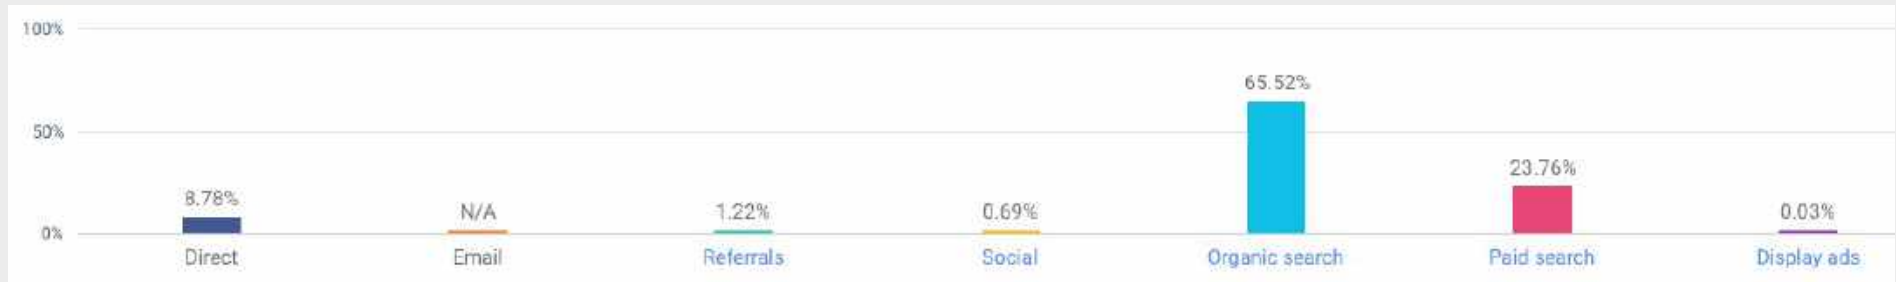 100%
65.52%
50%
23.76%
8.78%
N/A
1.22%
0.69%
0.03%
0%
Direct
Email
Referrals
Social
Organic search
Paid search
Display ads